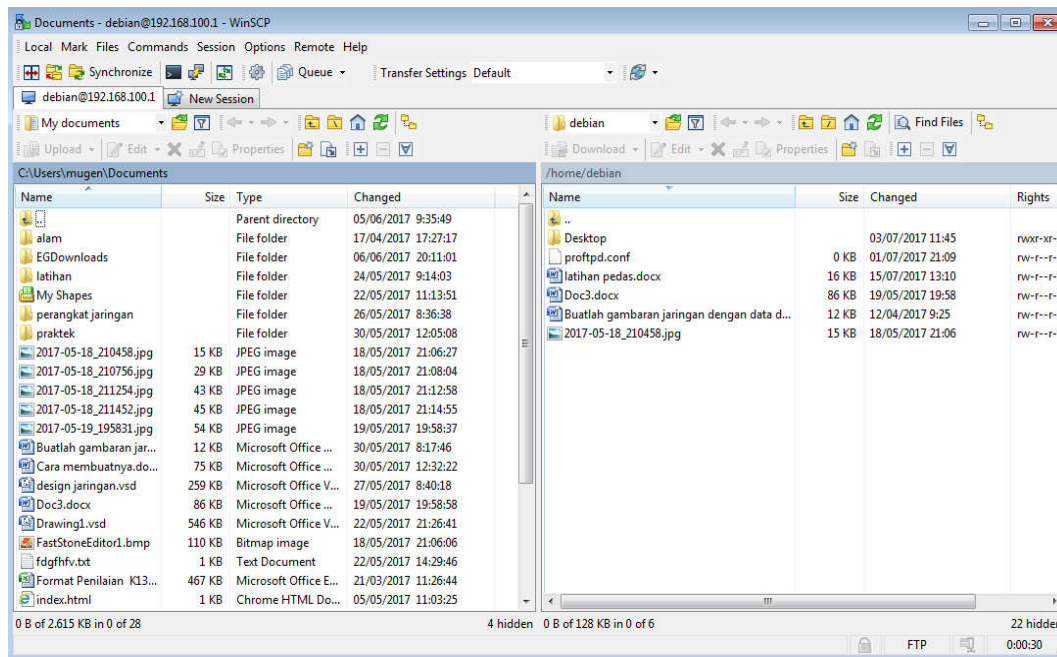 Documents - debian@192.168.100.1 - WinSCP
Local Mark Files Commands Session Options Remote Help
Synchronize Queue Transfer Settings Default
debian@192.168.100.1 New Session
My documents debian Find Files
Upload Edit Properties Download Edit Properties
C:\Users\mugen\Documents /home/debian
Name Size Type Changed Name Size Changed Rights
.. Parent directory 05/06/2017 9:35:49 ..
alam File folder 17/04/2017 17:27:17 Desktop 03/07/2017 11:45 rwxr-xr-
EGDownloads File folder 06/06/2017 20:11:01 proftpd.conf 0 KB 01/07/2017 21:09 rw-r--r-
latihan File folder 24/05/2017 9:14:03 latihan pedas.docx 16 KB 15/07/2017 13:10 rw-r--r-
My Shapes File folder 22/05/2017 11:13:51 Doc3.docx 86 KB 19/05/2017 19:58 rw-r--r-
perangkat jaringan File folder 26/05/2017 8:36:38 Buatlah gambaran jaringan dengan data d... 12 KB 12/04/2017 9:25 rw-r--r-
praktek File folder 30/05/2017 12:05:08 2017-05-18_210458.jpg 15 KB 18/05/2017 21:06 rw-r--r-
2017-05-18_210458.jpg 15 KB JPEG image 18/05/2017 21:06:27
2017-05-18_210756.jpg 29 KB JPEG image 18/05/2017 21:08:04
2017-05-18_211254.jpg 43 KB JPEG image 18/05/2017 21:12:58
2017-05-18_211452.jpg 45 KB JPEG image 18/05/2017 21:14:55
2017-05-19_195831.jpg 54 KB JPEG image 19/05/2017 19:58:37
Buatlah gambaran jar... 12 KB Microsoft Office ... 30/05/2017 8:17:46
Cara membuatnya.do... 75 KB Microsoft Office ... 30/05/2017 12:32:22
design jaringan.vsd 259 KB Microsoft Office V... 27/05/2017 8:40:18
Doc3.docx 86 KB Microsoft Office ... 19/05/2017 19:58:58
Drawing1.vsd 546 KB Microsoft Office V... 22/05/2017 21:26:41
FastStoneEditor1.bmp 110 KB Bitmap image 18/05/2017 21:06:06
fdgfhfv.txt 1 KB Text Document 22/05/2017 14:29:46
Format Penilaian K13... 467 KB Microsoft Office E... 21/03/2017 11:26:44
index.html 1 KB Chrome HTML Do... 05/05/2017 11:03:25
0 B of 2.615 KB in 0 of 28 4 hidden 0 B of 128 KB in 0 of 6 22 hidden
FTP 0:00:30